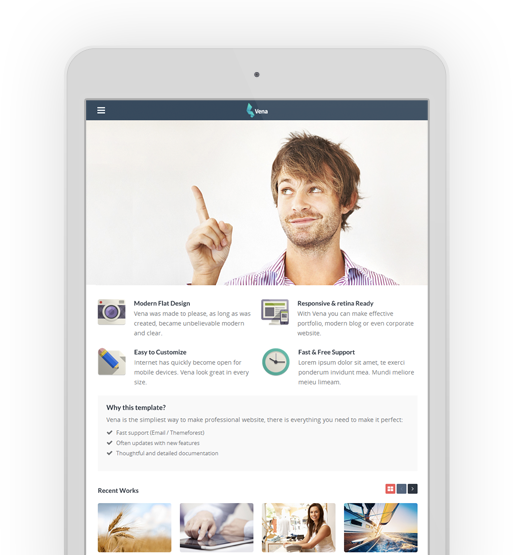 Vena
Modern Flat Design
Vena was made to please, as long as was
created, became unbelievable modern
and clear.
Responsive & retina Ready
With Vena you can make effective
portfolio, modern blog or even corporate
website.
Easy to Customize
Internet has quickly become open for
mobile devices. Vena look great in every
size.
Fast & Free Support
Lorem ipsum dolor sit amet, te exerci
ponderum invidunt mea. Mundi meliore
meieu limeam.
Why this template?
Vena is the simpliest way to make professional website, there is everything you need to make it perfect:
Fast support (Email / Themeforest)
Often updates with new features
Thoughtful and detailed documentation
Recent Works